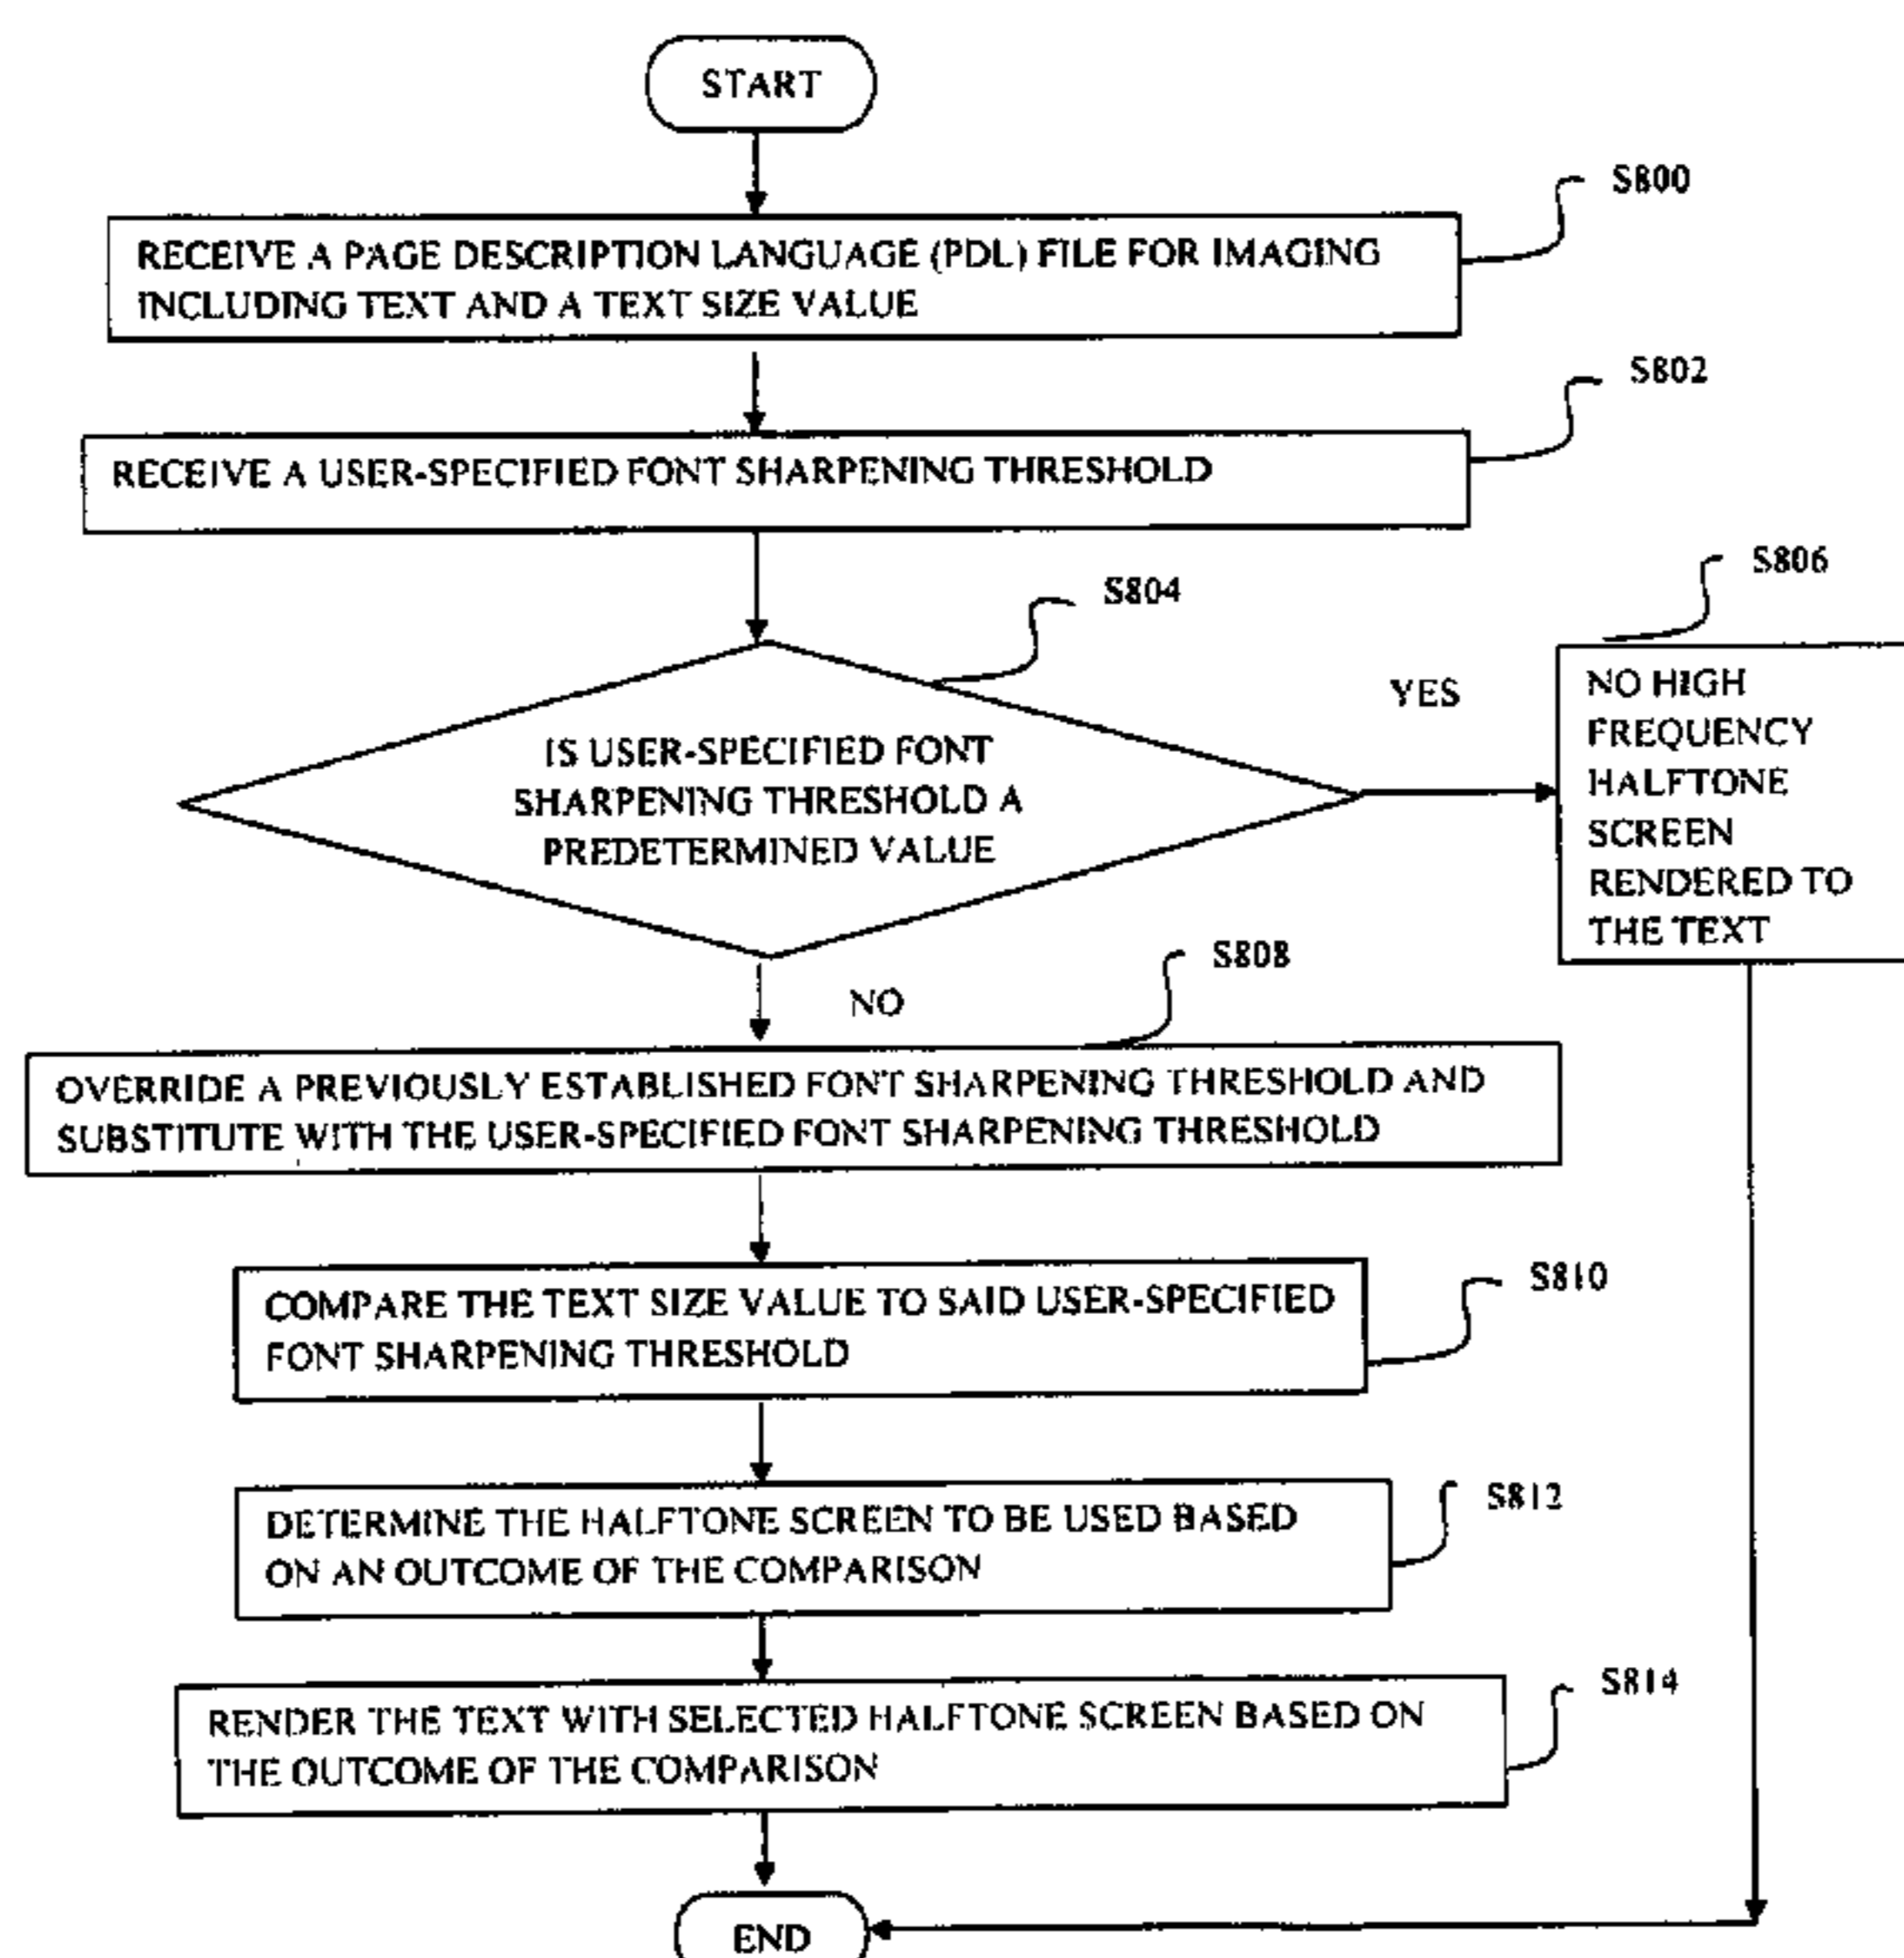 START
S800
RECEIVE A PAGE DESCRIPTION LANGUAGE (PDL) FILE FOR IMAGING
INCLUDING TEXT AND A TEXT SIZE VALUE
S802
RECEIVE A USER-SPECIFIED FONT SHARPENING THRESHOLD
S804
IS USER-SPECIFIED FONT
SHARPENING THRESHOLD A
PREDETERMINED VALUE
YES
S806
NO HIGH
FREQUENCY
HALFTONE
SCREEN
RENDERED TO
THE TEXT
NO
S808
OVERRIDE A PREVIOUSLY ESTABLISHED FONT SHARPENING THRESHOLD AND
SUBSTITUTE WITH THE USER-SPECIFIED FONT SHARPENING THRESHOLD
S810
COMPARE THE TEXT SIZE VALUE TO SAID USER-SPECIFIED
FONT SHARPENING THRESHOLD
S812
DETERMINE THE HALFTONE SCREEN TO BE USED BASED
ON AN OUTCOME OF THE COMPARISON
S814
RENDER THE TEXT WITH SELECTED HALFTONE SCREEN BASED ON
THE OUTCOME OF THE COMPARISON
END